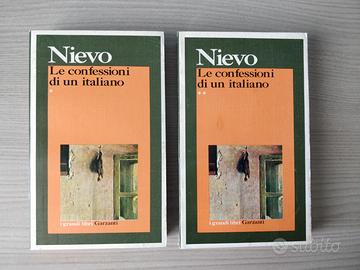 Nievo
Le confessioni
di un italiano
*
i grandi libri Garzanti
Nievo
Le confessioni
di un italiano
**
i grandi libri Garzanti
subito